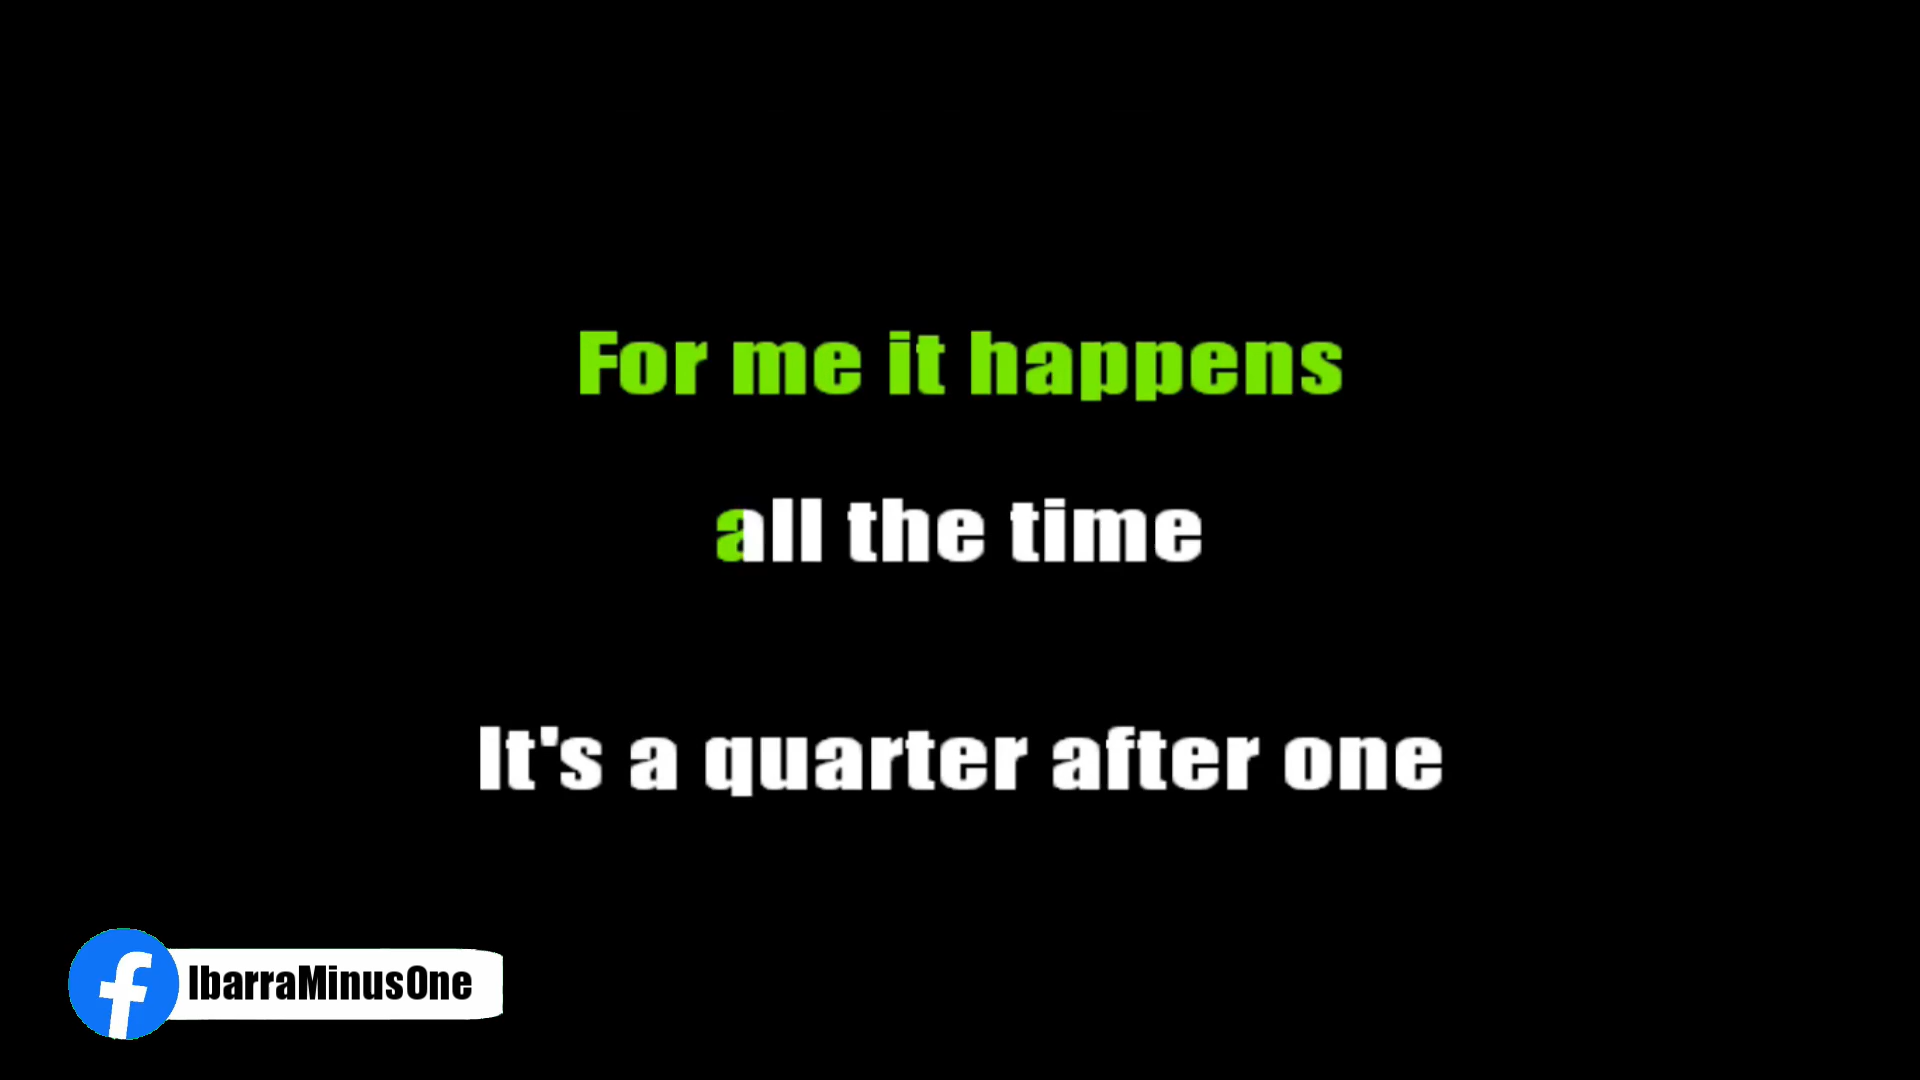 For me it happens
all the time
It's a quarter after one
IbarraMinusOne